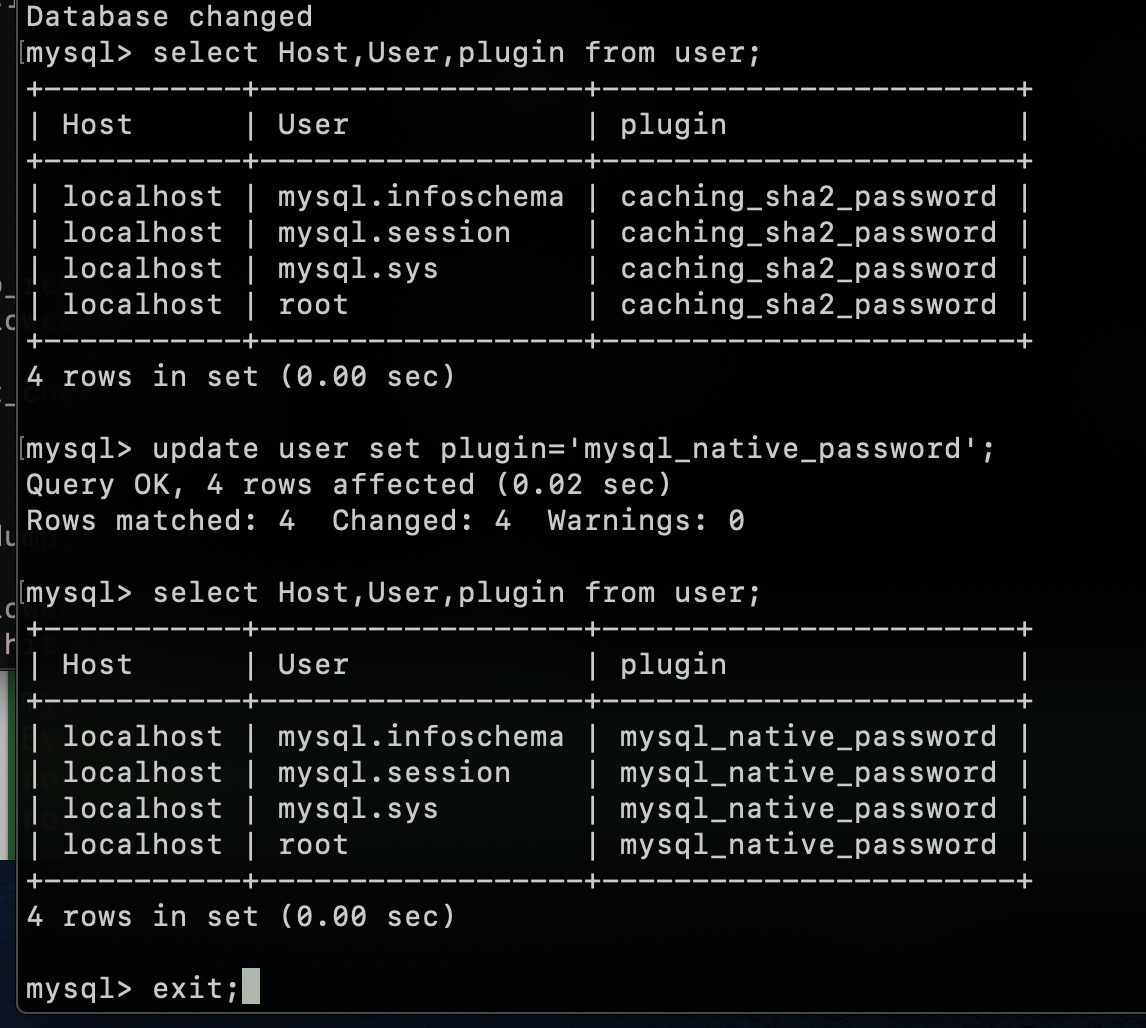 Database changed
mysql> select Host,User,plugin from user;
+-----------+------------------+-----------------------+
| Host      | User             | plugin                |
+-----------+------------------+-----------------------+
| localhost | mysql.infoschema | caching_sha2_password |
| localhost | mysql.session    | caching_sha2_password |
| localhost | mysql.sys        | caching_sha2_password |
| localhost | root             | caching_sha2_password |
+-----------+------------------+-----------------------+
4 rows in set (0.00 sec)
mysql> update user set plugin='mysql_native_password';
Query OK, 4 rows affected (0.02 sec)
Rows matched: 4  Changed: 4  Warnings: 0
mysql> select Host,User,plugin from user;
+-----------+------------------+-----------------------+
| Host      | User             | plugin                |
+-----------+------------------+-----------------------+
| localhost | mysql.infoschema | mysql_native_password |
| localhost | mysql.session    | mysql_native_password |
| localhost | mysql.sys        | mysql_native_password |
| localhost | root             | mysql_native_password |
+-----------+------------------+-----------------------+
4 rows in set (0.00 sec)
mysql> exit;